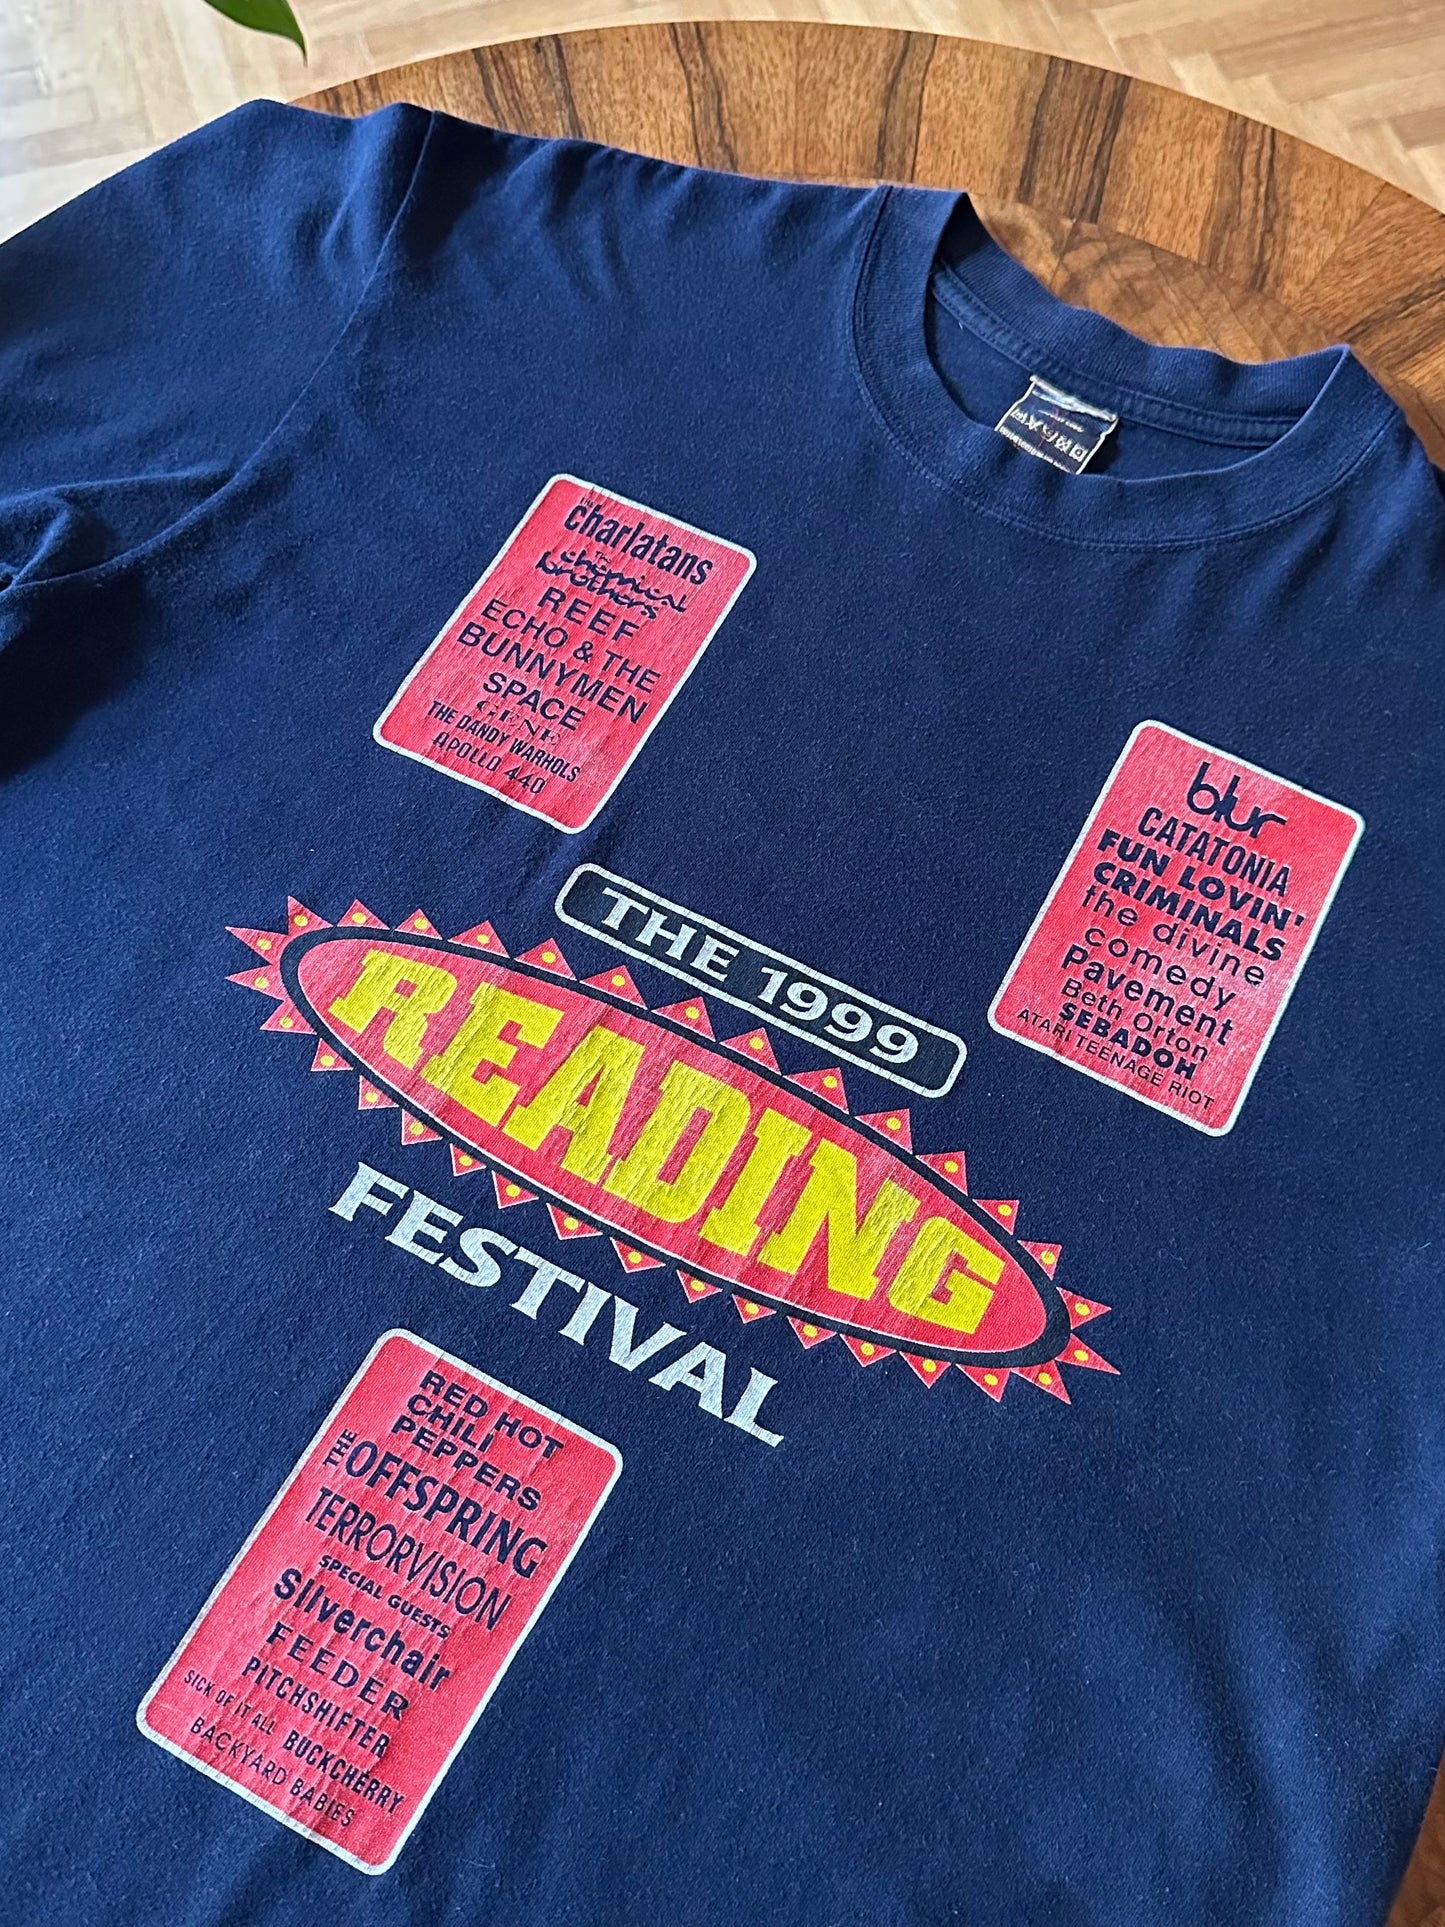 THE
charlatans
THE
chemical
brothers
REEF
ECHO & THE
BUNNYMEN
SPACE
GENE
THE DANDY WARHOLS
APOLLO 440
blur
CATATONIA
FUN LOVIN'
CRIMINALS
the divine
comedy
Pavement
Beth Orton
SEBADOH
ATARI TEENAGE RIOT
THE 1999
READING
FESTIVAL
RED HOT
CHILI
PEPPERS
THE OFFSPRING
TERRORVISION
SPECIAL GUESTS
Silverchair
FEEDER
PITCHSHIFTER
SICK OF IT ALL BUCKCHERRY
BACKYARD BABIES